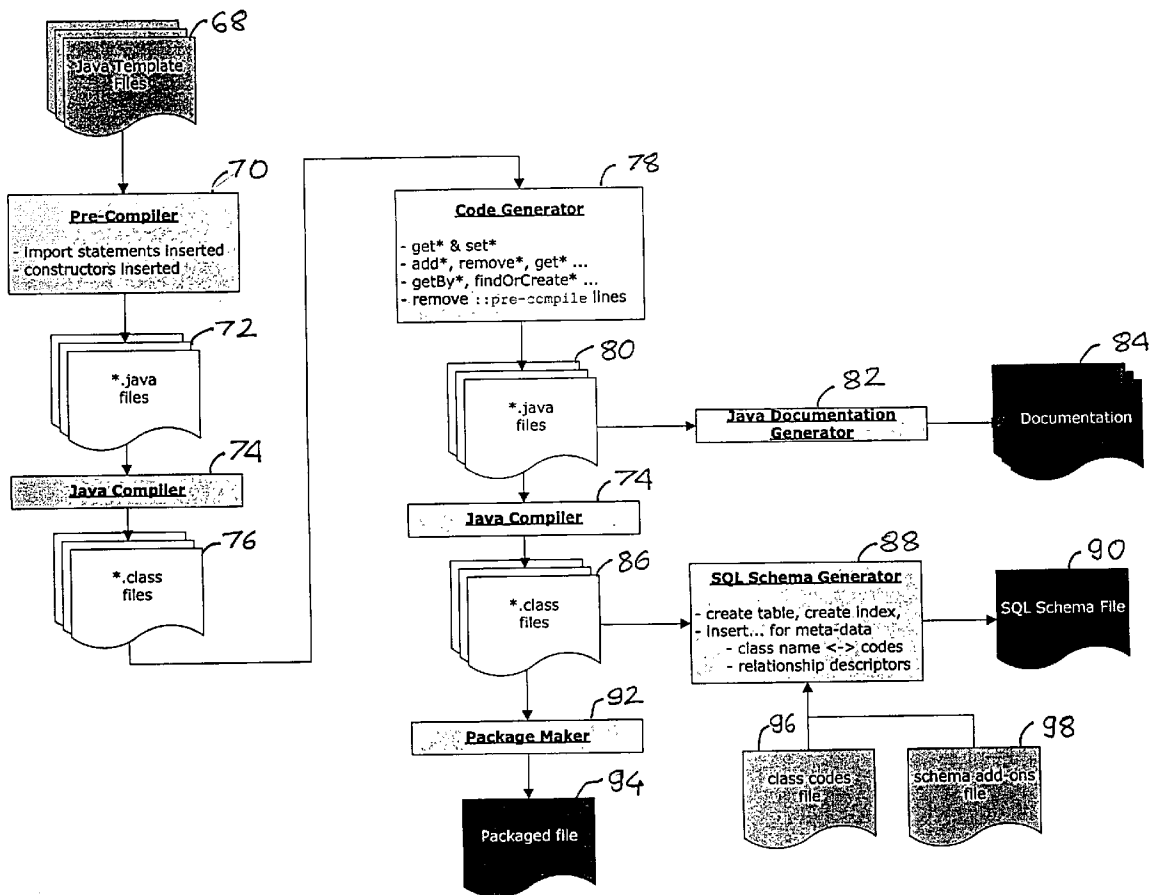 68
Java Template
Files
70
Pre-Compiler
- Import statements inserted
- constructors inserted
72
*.java
files
74
Java Compiler
76
*.class
files
78
Code Generator
- get* & set*
- add*, remove*, get* ...
- getBy*, findOrCreate* ...
- remove ::pre-compile lines
80
*.java
files
82
Java Documentation
Generator
84
Documentation
74
Java Compiler
86
*.class
files
88
SQL Schema Generator
- create table, create index,
- insert... for meta-data
- class name <-> codes
- relationship descriptors
90
SQL Schema File
92
Package Maker
94
Packaged file
96
class codes
file
98
schema add-ons
file